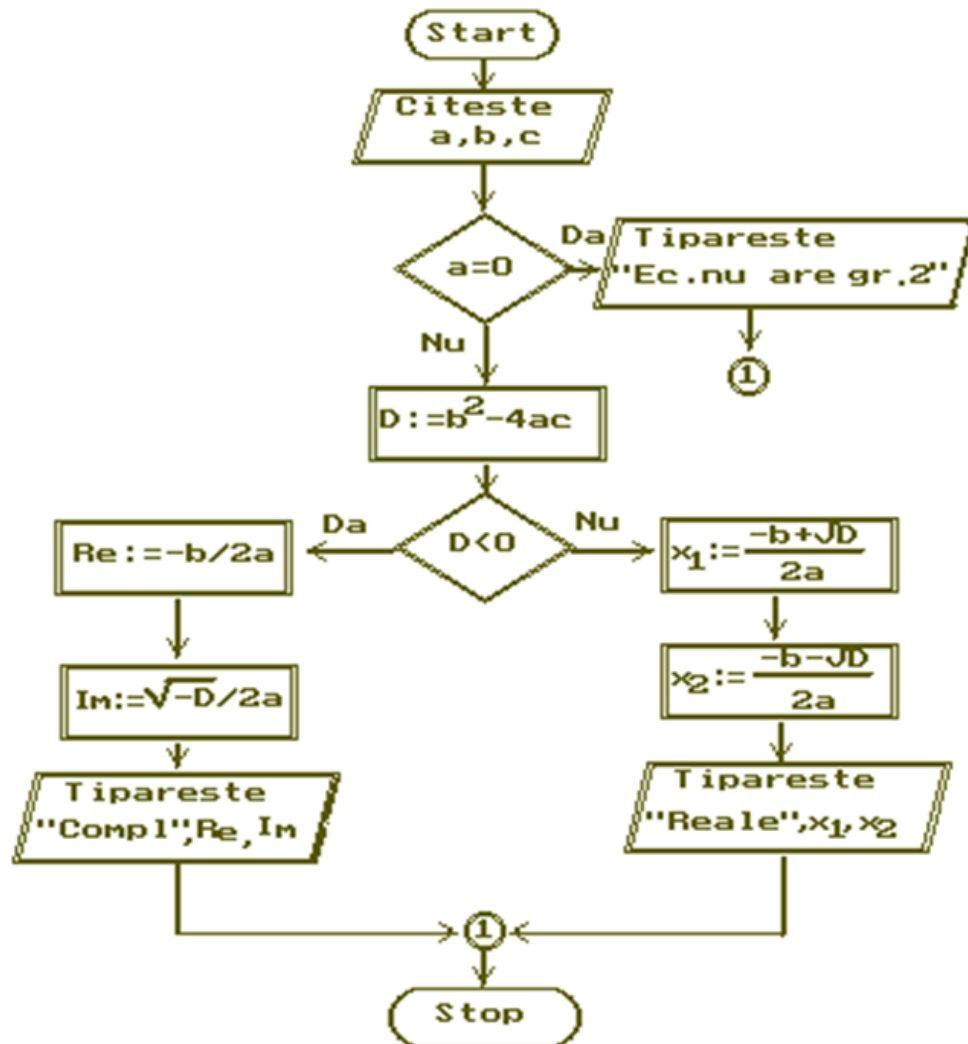 Start
Citeste
a,b,c
a=0
Da
Tipareste
"Ec.nu are gr.2"
1
Nu
D:=b²-4ac
D<0
Da
Re:=-b/2a
Im:=√-D/2a
Tipareste
"Compl",Re,Im
Nu
x₁:=-b+√D
2a
x₂:=-b-√D
2a
Tipareste
"Reale",x₁,x₂
1
Stop